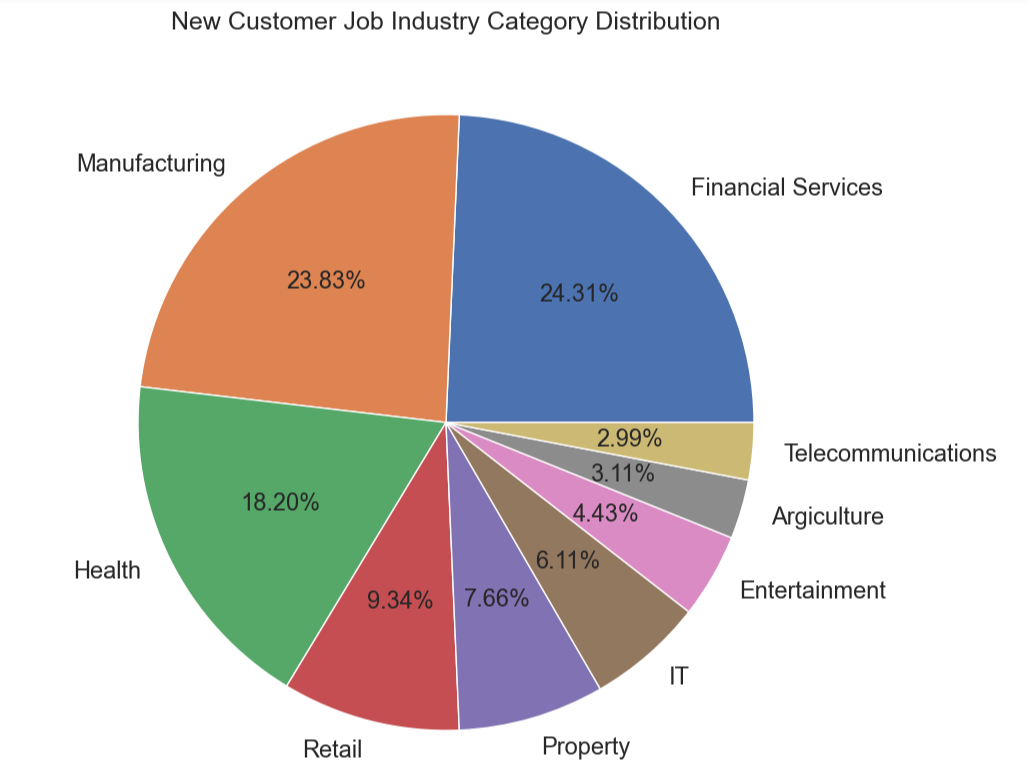 New Customer Job Industry Category Distribution
Manufacturing
Financial Services
23.83%
24.31%
2.99%
Telecommunications
3.11%
18.20%
4.43%
Argiculture
6.11%
Health
9.34%
7.66%
Entertainment
IT
Retail
Property